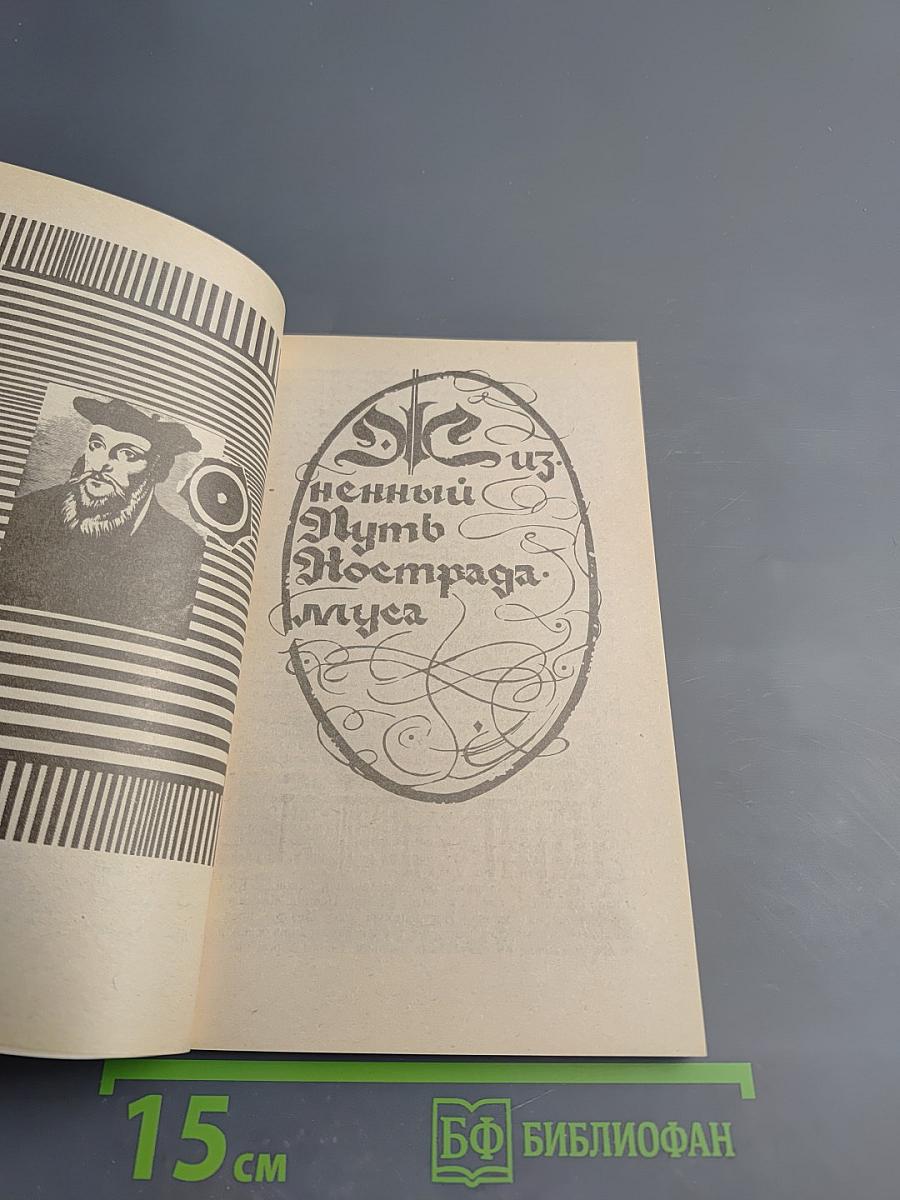 Жиз-
ненный
Путь
Нострада-
муса
15 см
БФ БИБЛИОФАН